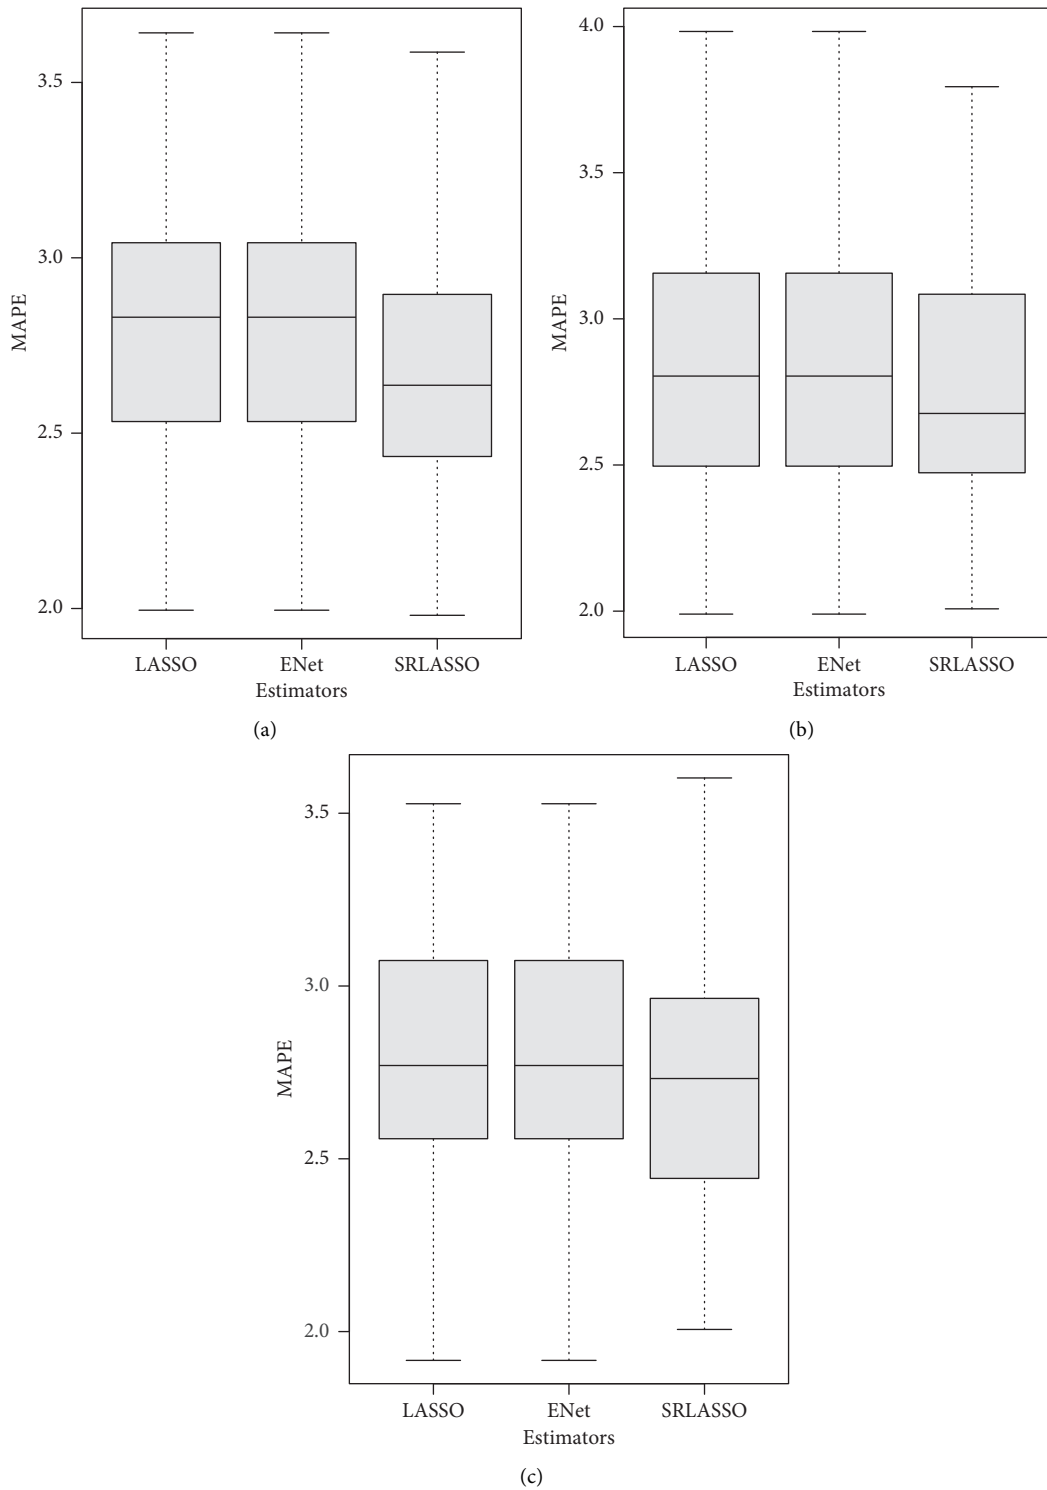 MAPE
3.5
3.0
2.5
2.0
LASSO
ENet
SRLASSO
Estimators
(a)
MAPE
4.0
3.5
3.0
2.5
2.0
LASSO
ENet
SRLASSO
Estimators
(b)
MAPE
3.5
3.0
2.5
2.0
LASSO
ENet
SRLASSO
Estimators
(c)